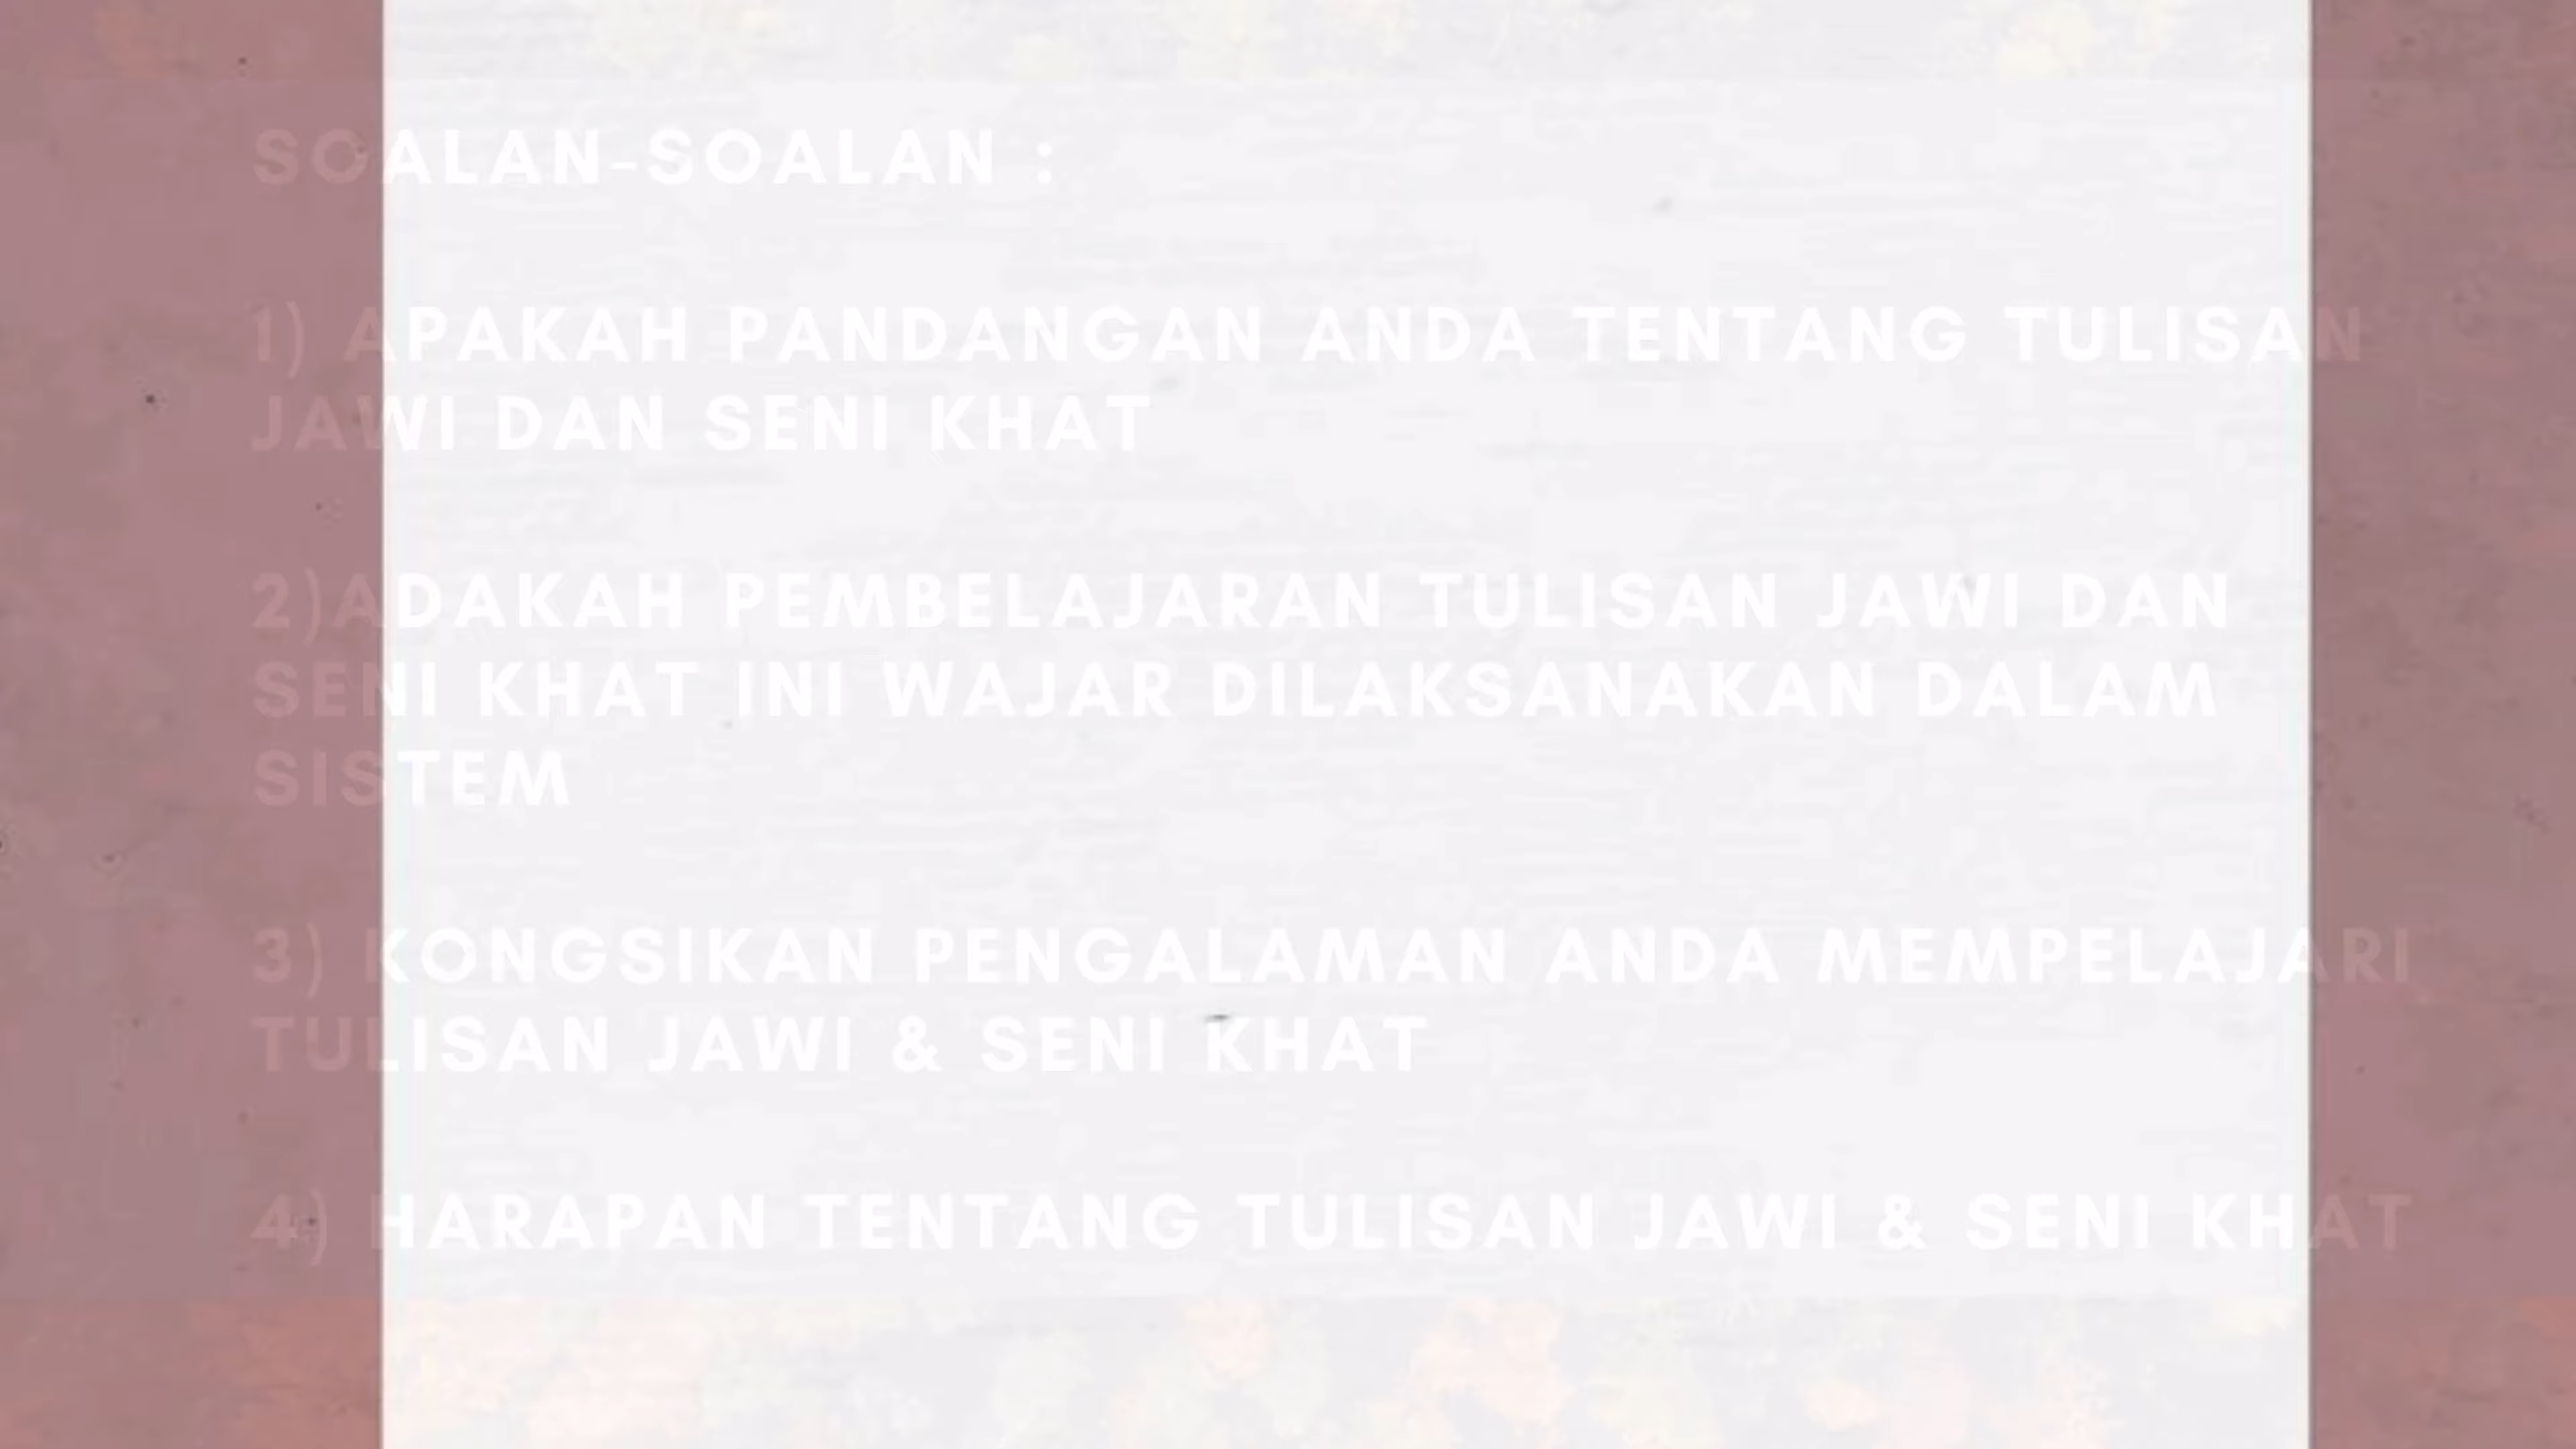 SOALAN-SOALAN :
1) APAKAH PANDANGAN ANDA TENTANG TULISAN
JAWI DAN SENI KHAT
2)ADAKAH PEMBELAJARAN TULISAN JAWI DAN
SENI KHAT INI WAJAR DILAKSANAKAN DALAM
SISTEM
3) KONGSIKAN PENGALAMAN ANDA MEMPELAJARI
TULISAN JAWI & SENI KHAT
4) HARAPAN TENTANG TULISAN JAWI & SENI KHAT